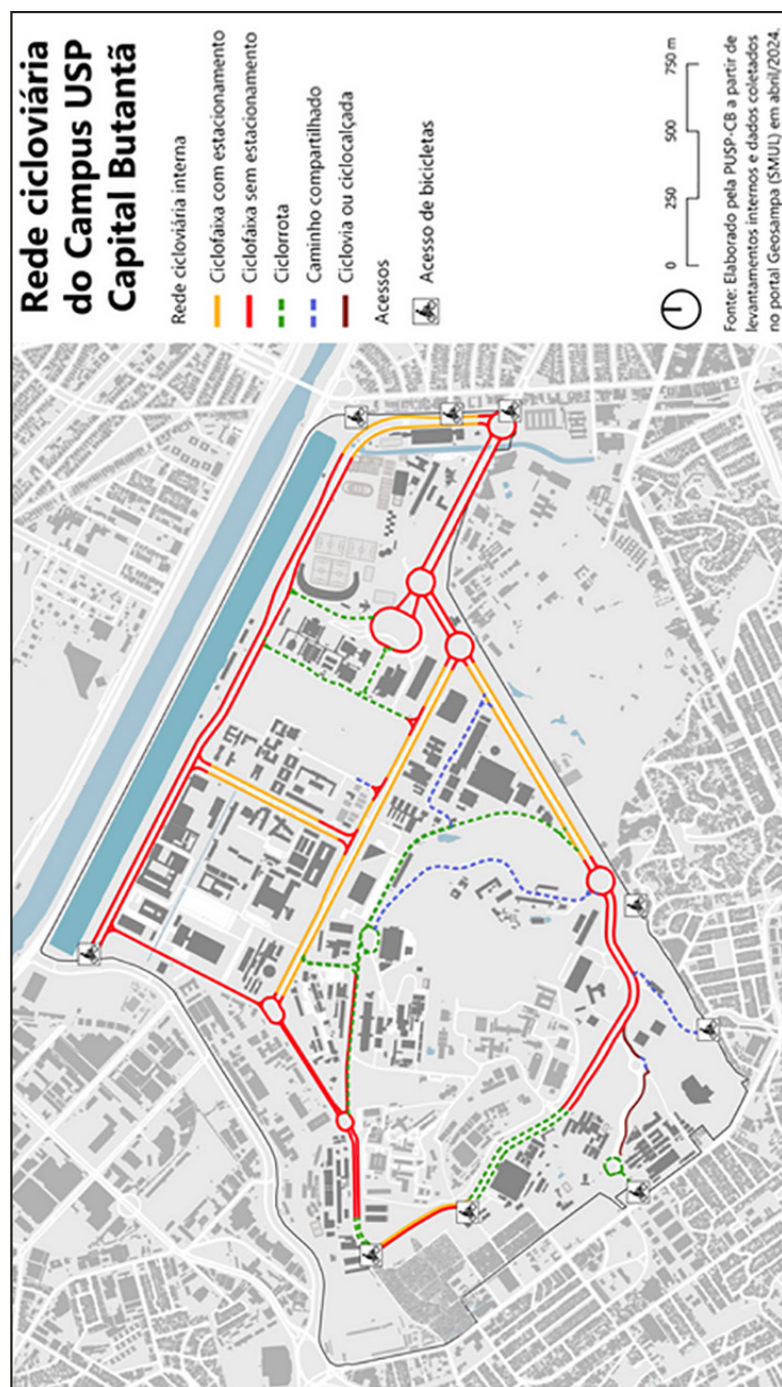 Rede cicloviária
do Campus USP
Capital Butantã
Rede cicloviária interna
Ciclofaixa com estacionamento
Ciclofaixa sem estacionamento
Ciclorrota
Caminho compartilhado
Ciclovia ou ciclocalçada
Acessos
Acesso de bicicletas
0 250 500 750 m
Fonte: Elaborado pela PUSP-CB a partir de
levantamentos internos e dados coletados
no portal Geosampa (SMUL) em abril/2024.